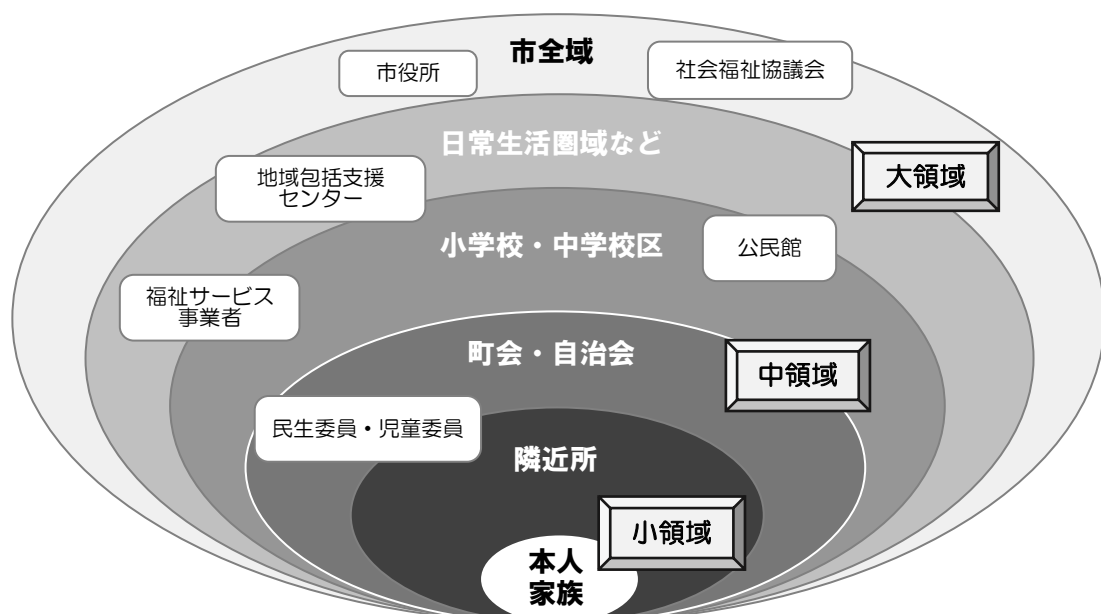 市全域
市役所
社会福祉協議会
日常生活圏域など
大領域
地域包括支援
センター
小学校・中学校区
公民館
福祉サービス
事業者
町会・自治会
中領域
民生委員・児童委員
隣近所
小領域
本人
家族